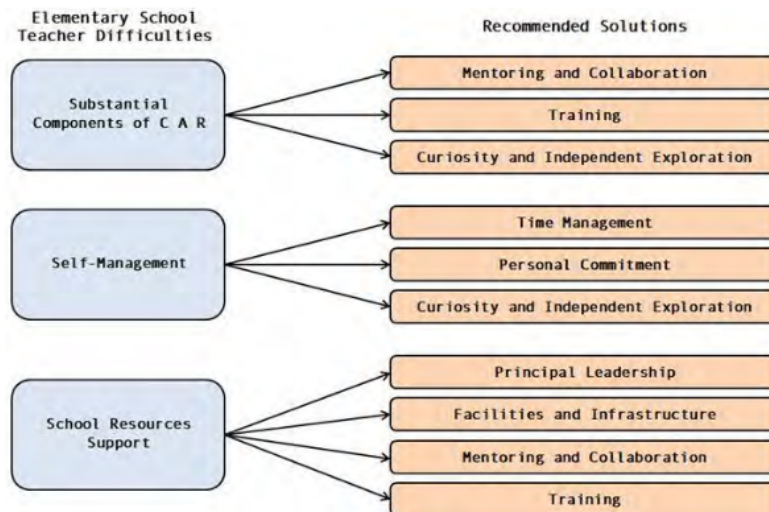 Elementary School
Teacher Difficulties
Recommended Solutions
Substantial
Components of C A R
Mentoring and Collaboration
Training
Curiosity and Independent Exploration
Self-Management
Time Management
Personal Commitment
Curiosity and Independent Exploration
School Resources
Support
Principal Leadership
Facilities and Infrastructure
Mentoring and Collaboration
Training